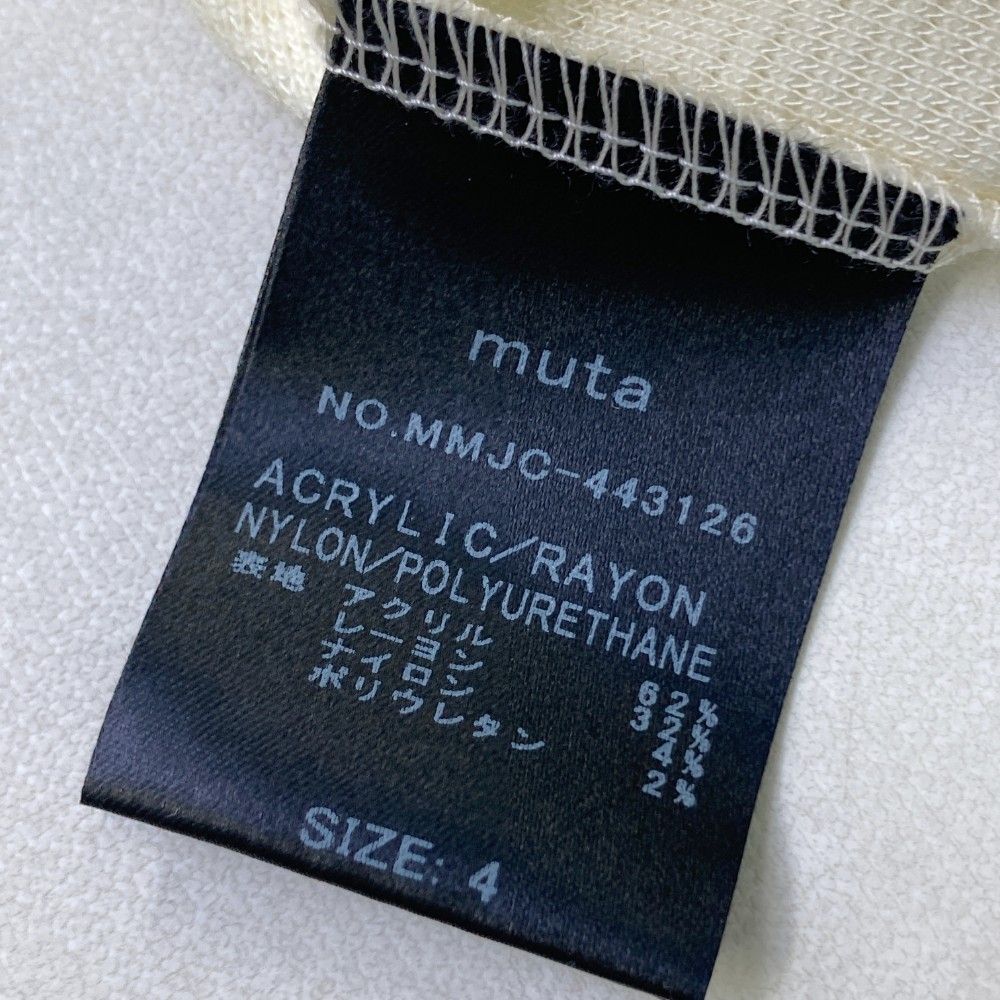 muta
NO.MMJC-443126
ACRYLIC/RAYON
NYLON/POLYURETHANE
表地 アクリル 62%
レーヨン 32%
ナイロン 4%
ポリウレタン 2%
SIZE: 4